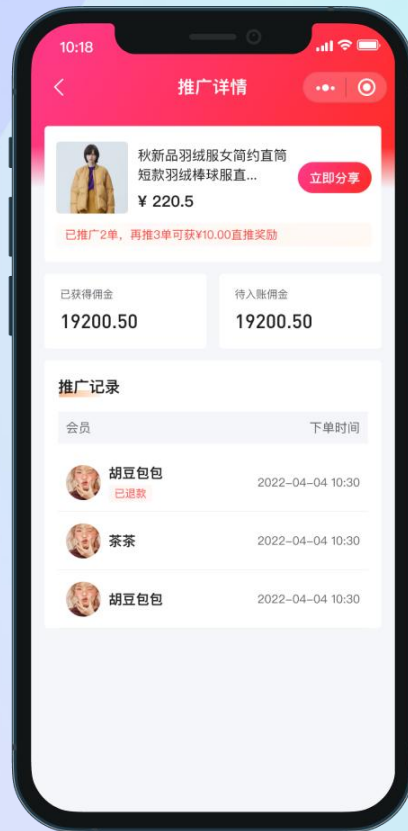 10:18
推广详情
秋新品羽绒服女简约直筒
短款羽绒棒球服直...
¥ 220.5
立即分享
已推广2单，再推3单可获¥10.00直推奖励
已获得佣金
待入账佣金
19200.50
19200.50
推广记录
会员
下单时间
胡豆包包
已退款
2022-04-04 10:30
茶茶
2022-04-04 10:30
胡豆包包
2022-04-04 10:30